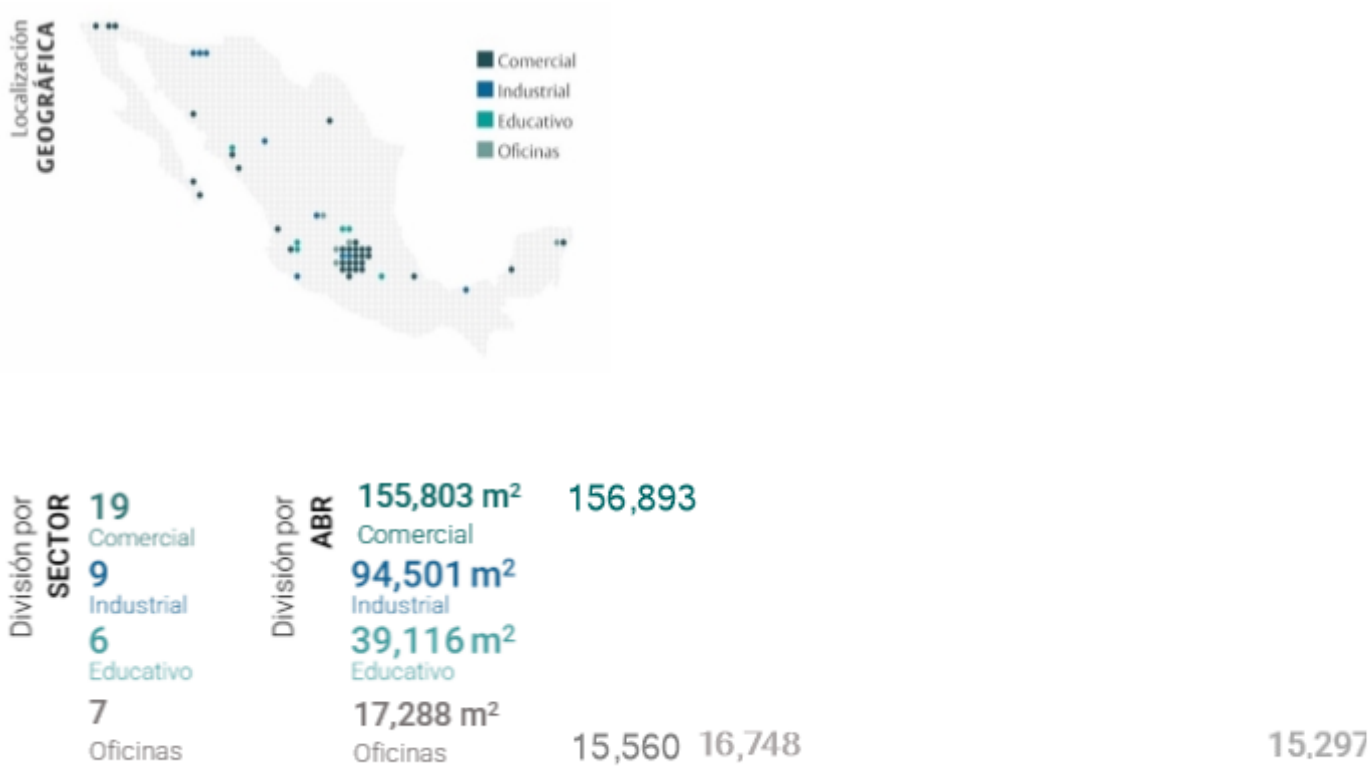 Localización
GEOGRÁFICA
Comercial
Industrial
Educativo
Oficinas
División por
SECTOR
19
Comercial
9
Industrial
6
Educativo
7
Oficinas
División por
ABR
155,803 m²
Comercial
94,501 m²
Industrial
39,116 m²
Educativo
17,288 m²
Oficinas
156,893
15,560
16,748
15,297